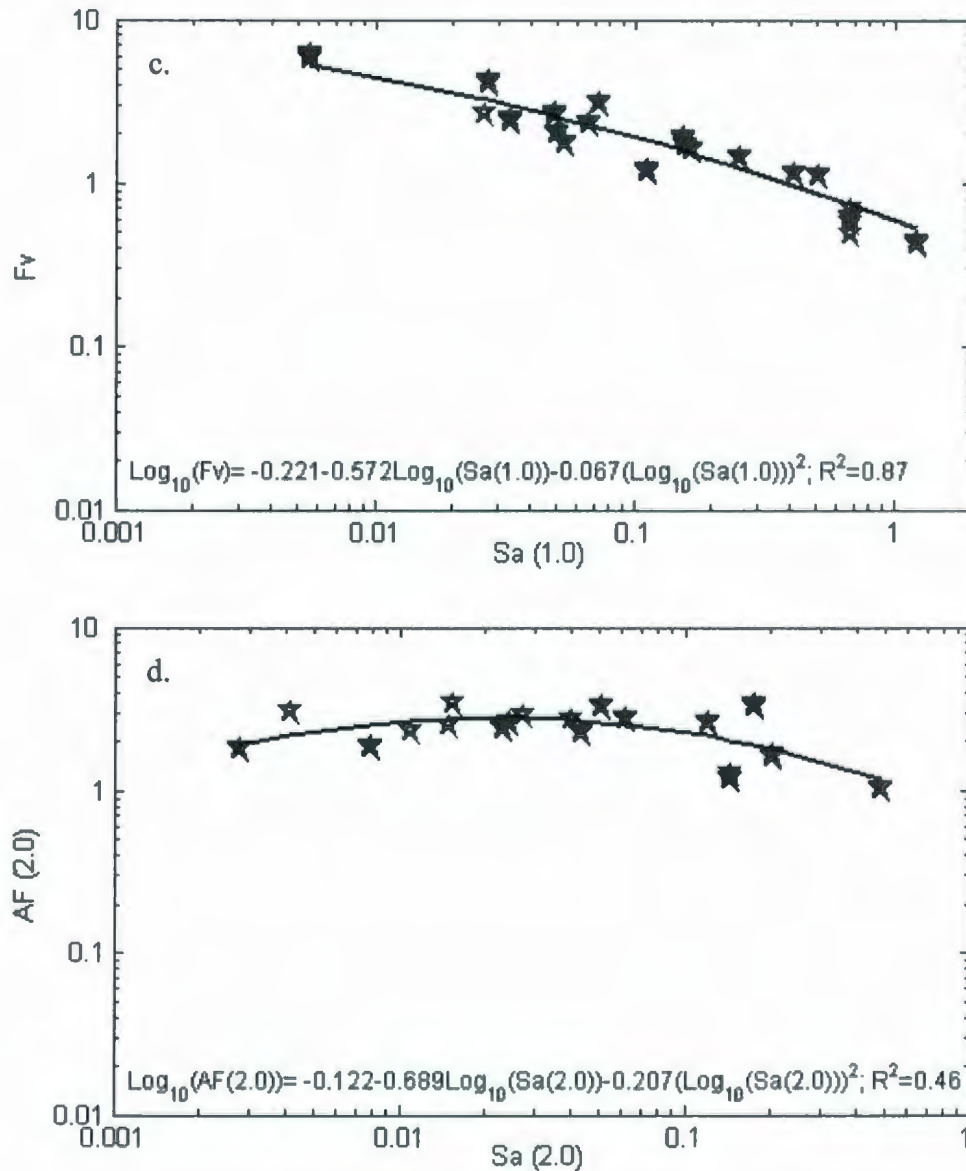 10
c.
1
Fv
0.1
Log10(Fv)= -0.221-0.572Log10(Sa(1.0))-0.067(Log10(Sa(1.0)))^2; R^2=0.87
0.01
0.001 0.01 0.1 1
Sa (1.0)
10
d.
1
AF (2.0)
0.1
Log10(AF(2.0))= -0.122-0.689Log10(Sa(2.0))-0.207(Log10(Sa(2.0)))^2; R^2=0.46
0.01
0.001 0.01 0.1 1
Sa (2.0)